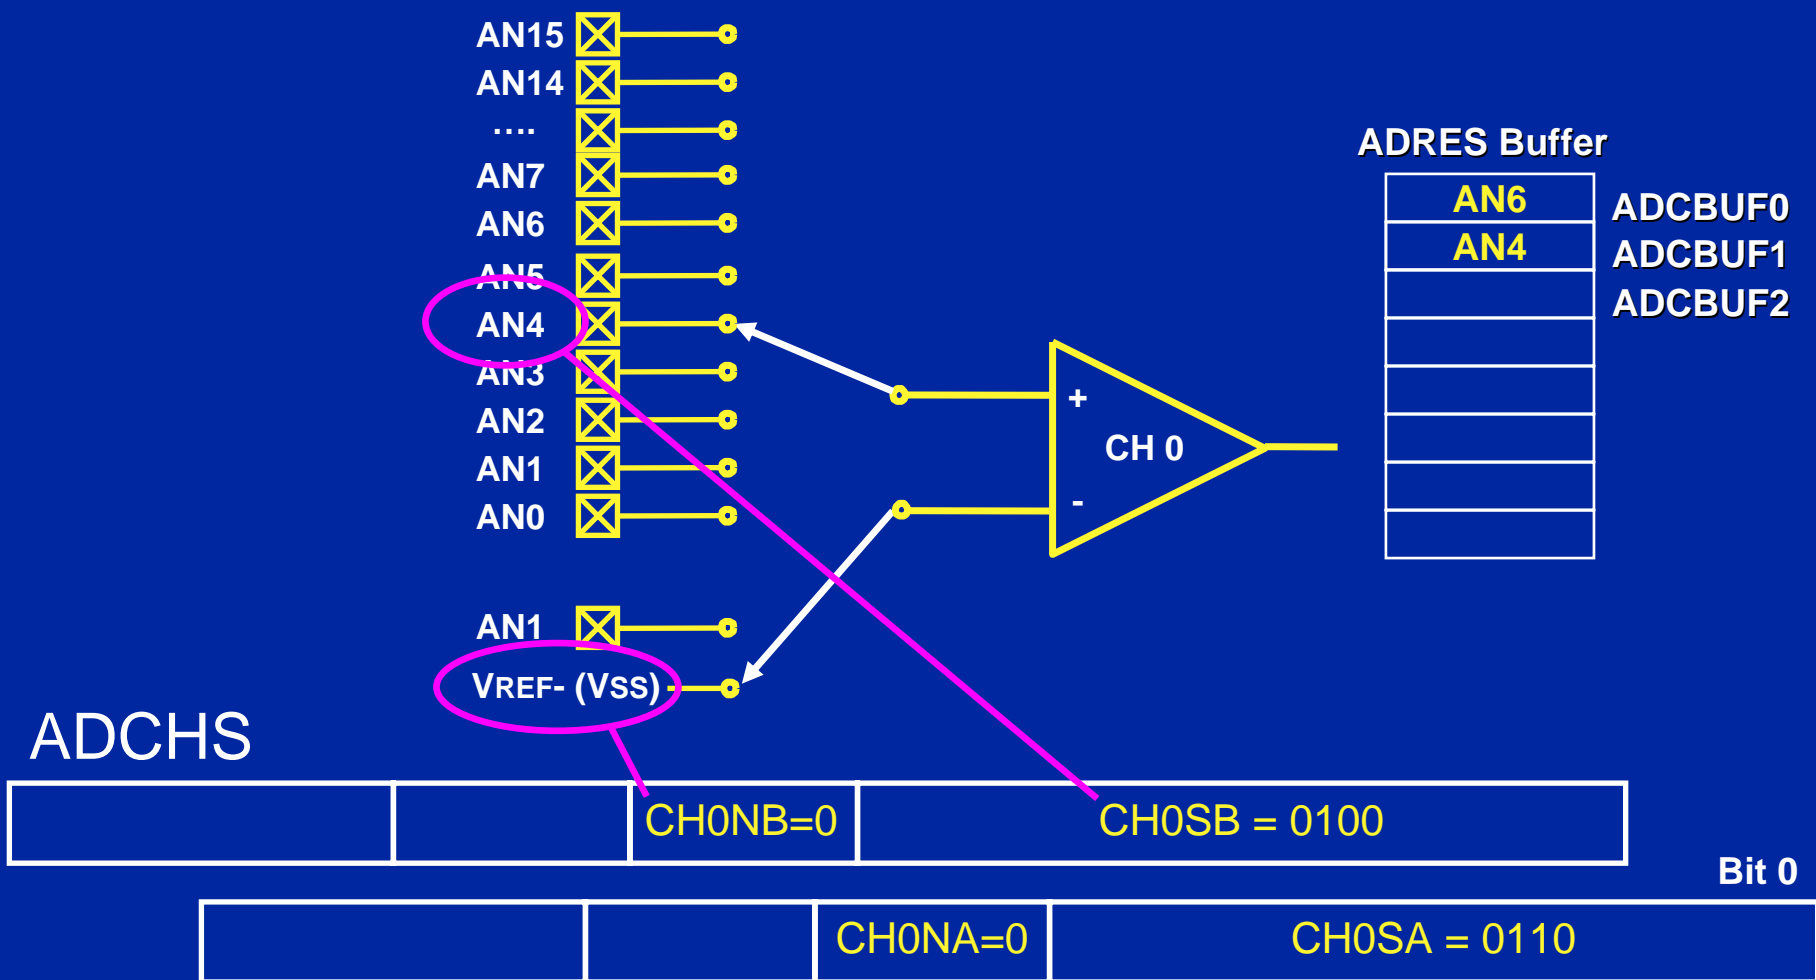 AN15
AN14
....
AN7
AN6
AN5
AN4
AN3
AN2
AN1
AN0
AN1
VREF- (VSS)
+
CH 0
-
ADRES Buffer
AN6 ADCBUF0
AN4 ADCBUF1
ADCBUF2
ADCHS
CH0NB=0 CH0SB = 0100
Bit 0
CH0NA=0 CH0SA = 0110